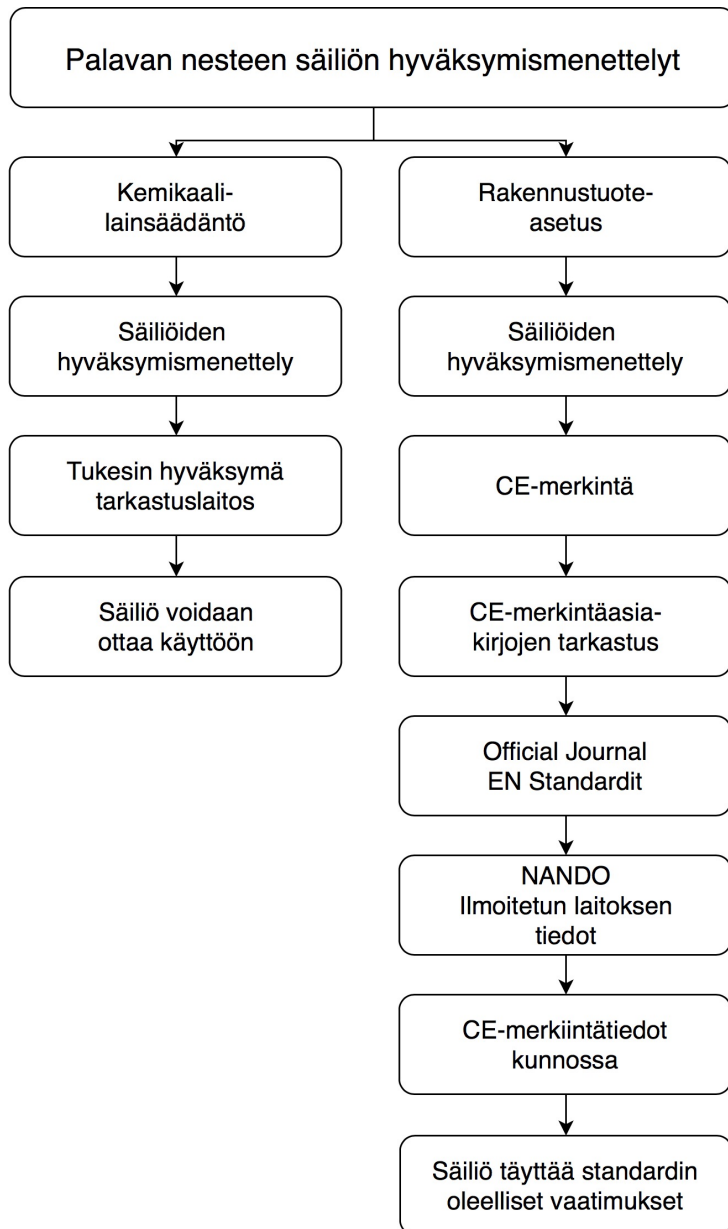 Palavan nesteen säiliön hyväksymismenettelyt
Kemikaali-
lainsäädäntö
Säiliöiden
hyväksymismenettely
Tukesin hyväksymä
tarkastuslaitos
Säiliö voidaan
ottaa käyttöön
Rakennustuote-
asetus
Säiliöiden
hyväksymismenettely
CE-merkintä
CE-merkintäasia-
kirjojen tarkastus
Official Journal
EN Standardit
NANDO
Ilmoitetun laitoksen
tiedot
CE-merkiintätiedot
kunnossa
Säiliö täyttää standardin
oleelliset vaatimukset